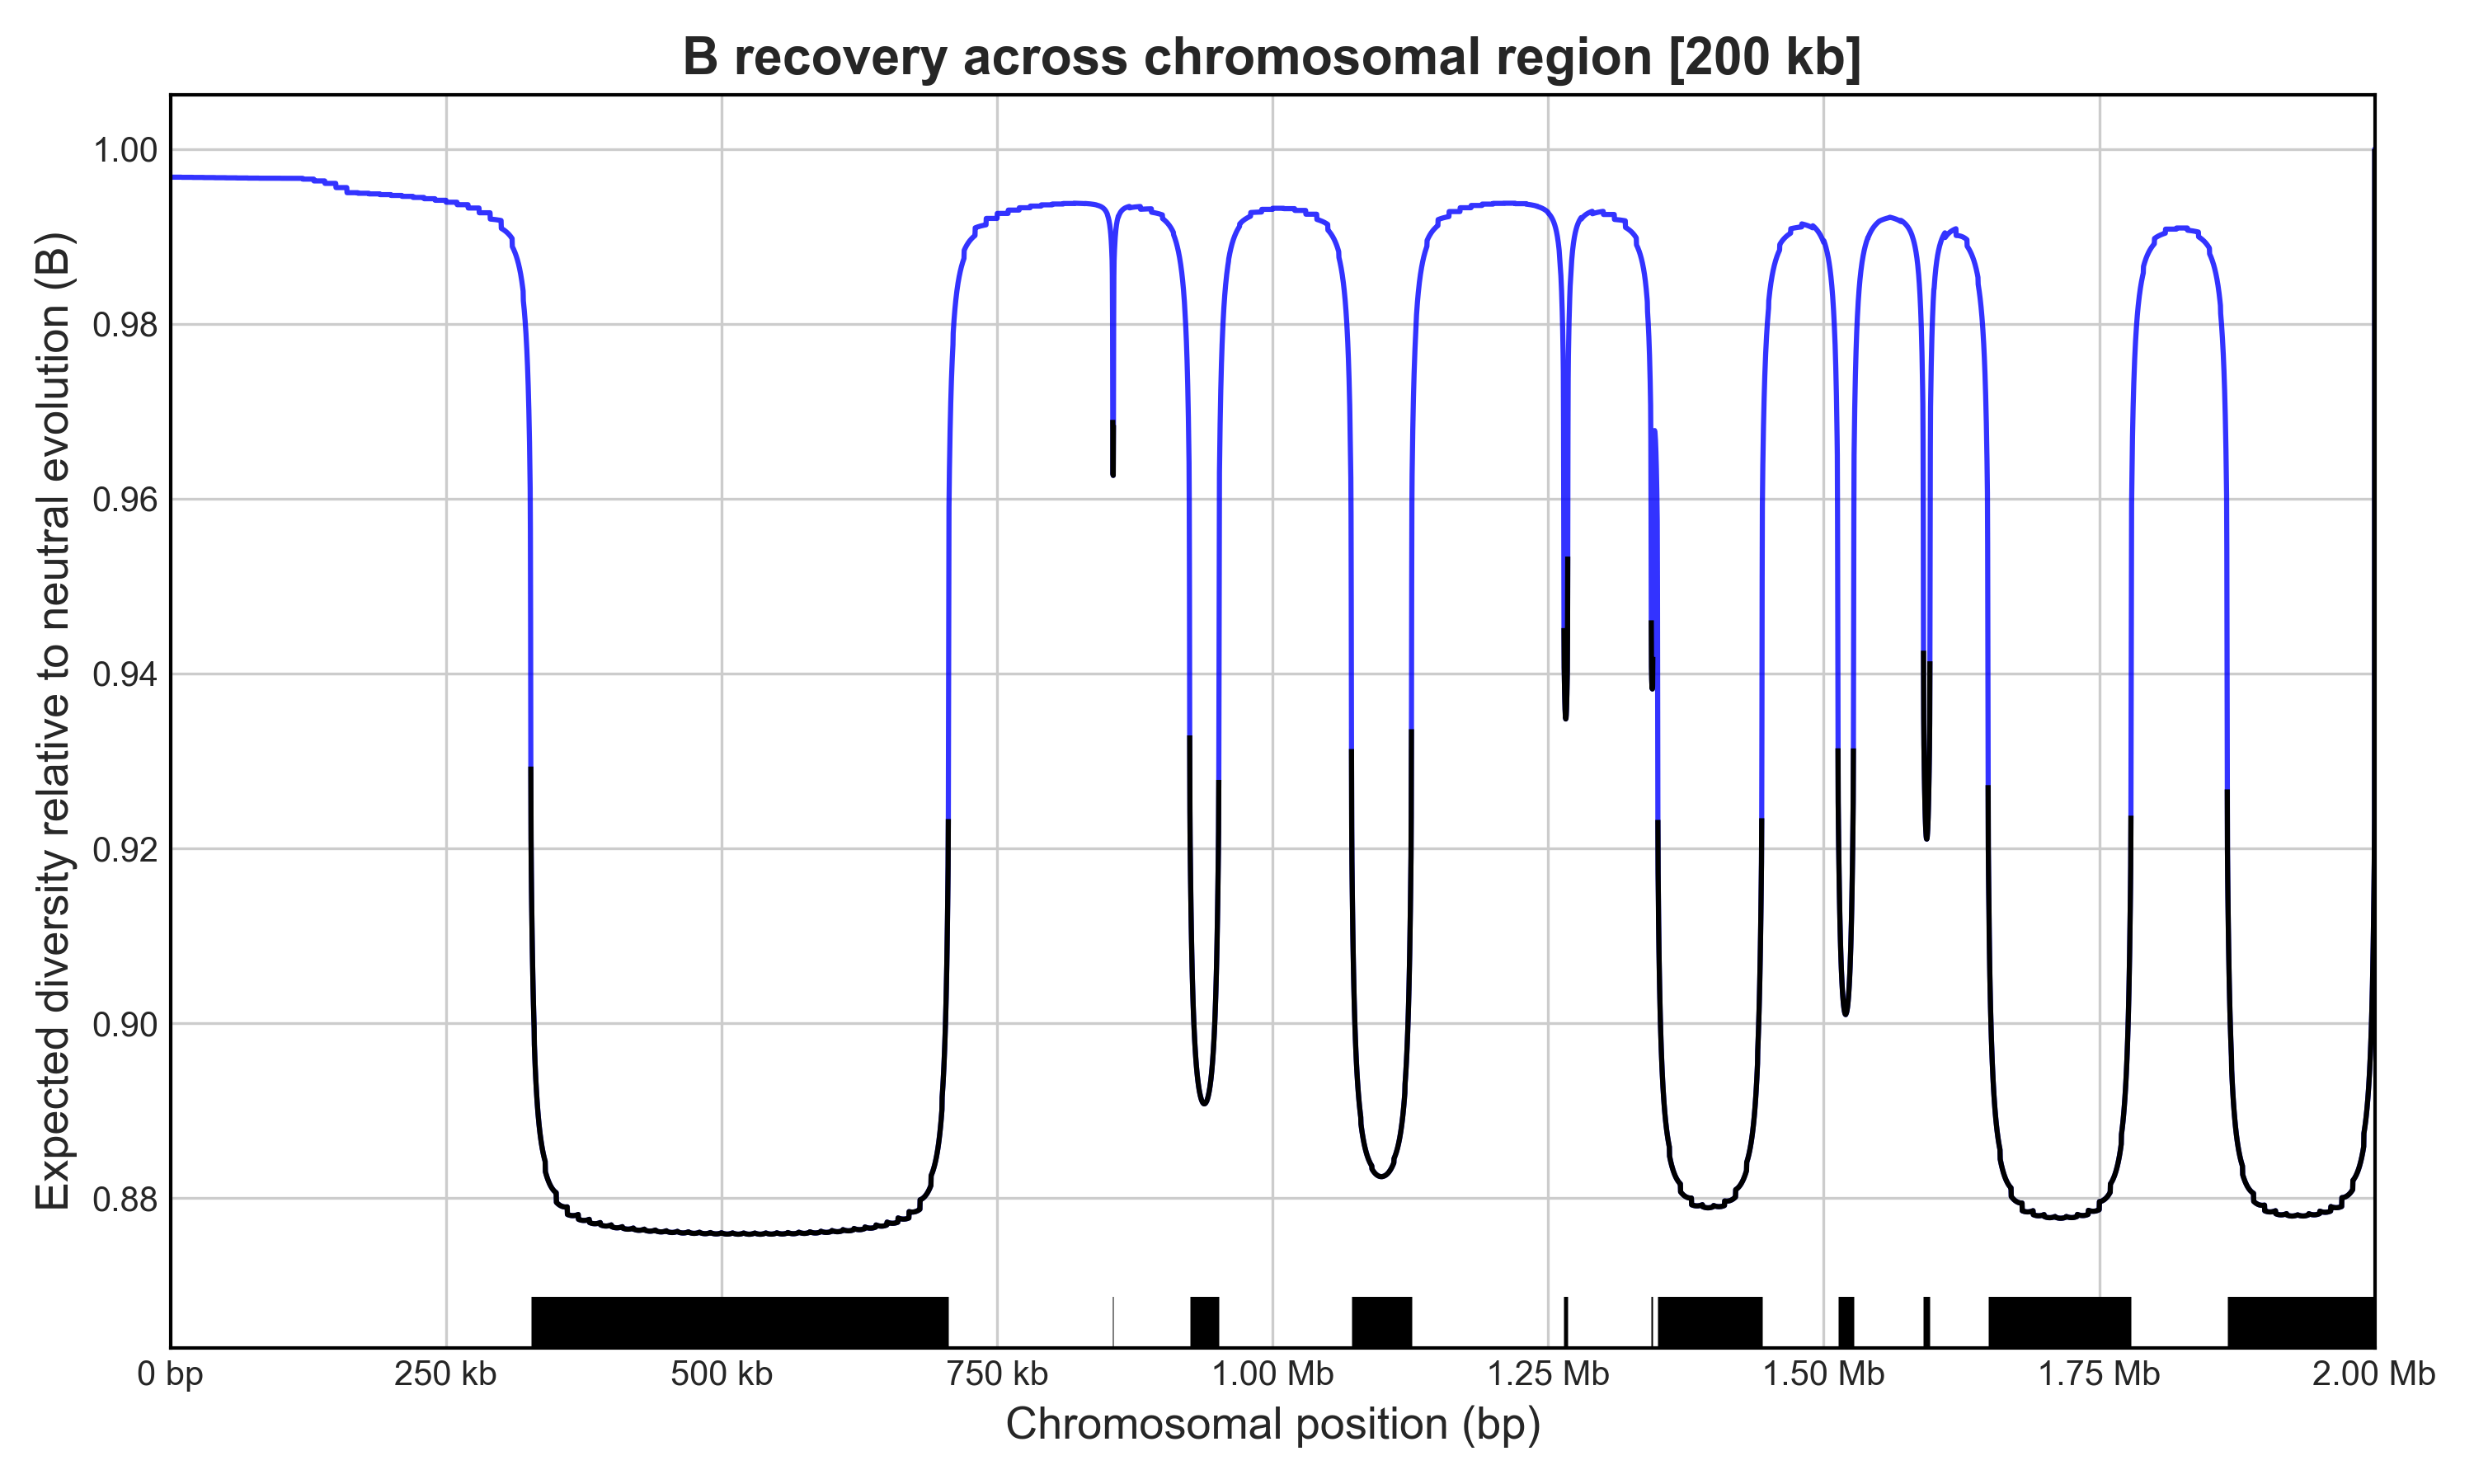 B recovery across chromosomal region [200 kb]
Expected diversity relative to neutral evolution (B)
1.00
0.98
0.96
0.94
0.92
0.90
0.88
0 bp 250 kb 500 kb 750 kb 1.00 Mb 1.25 Mb 1.50 Mb 1.75 Mb 2.00 Mb
Chromosomal position (bp)